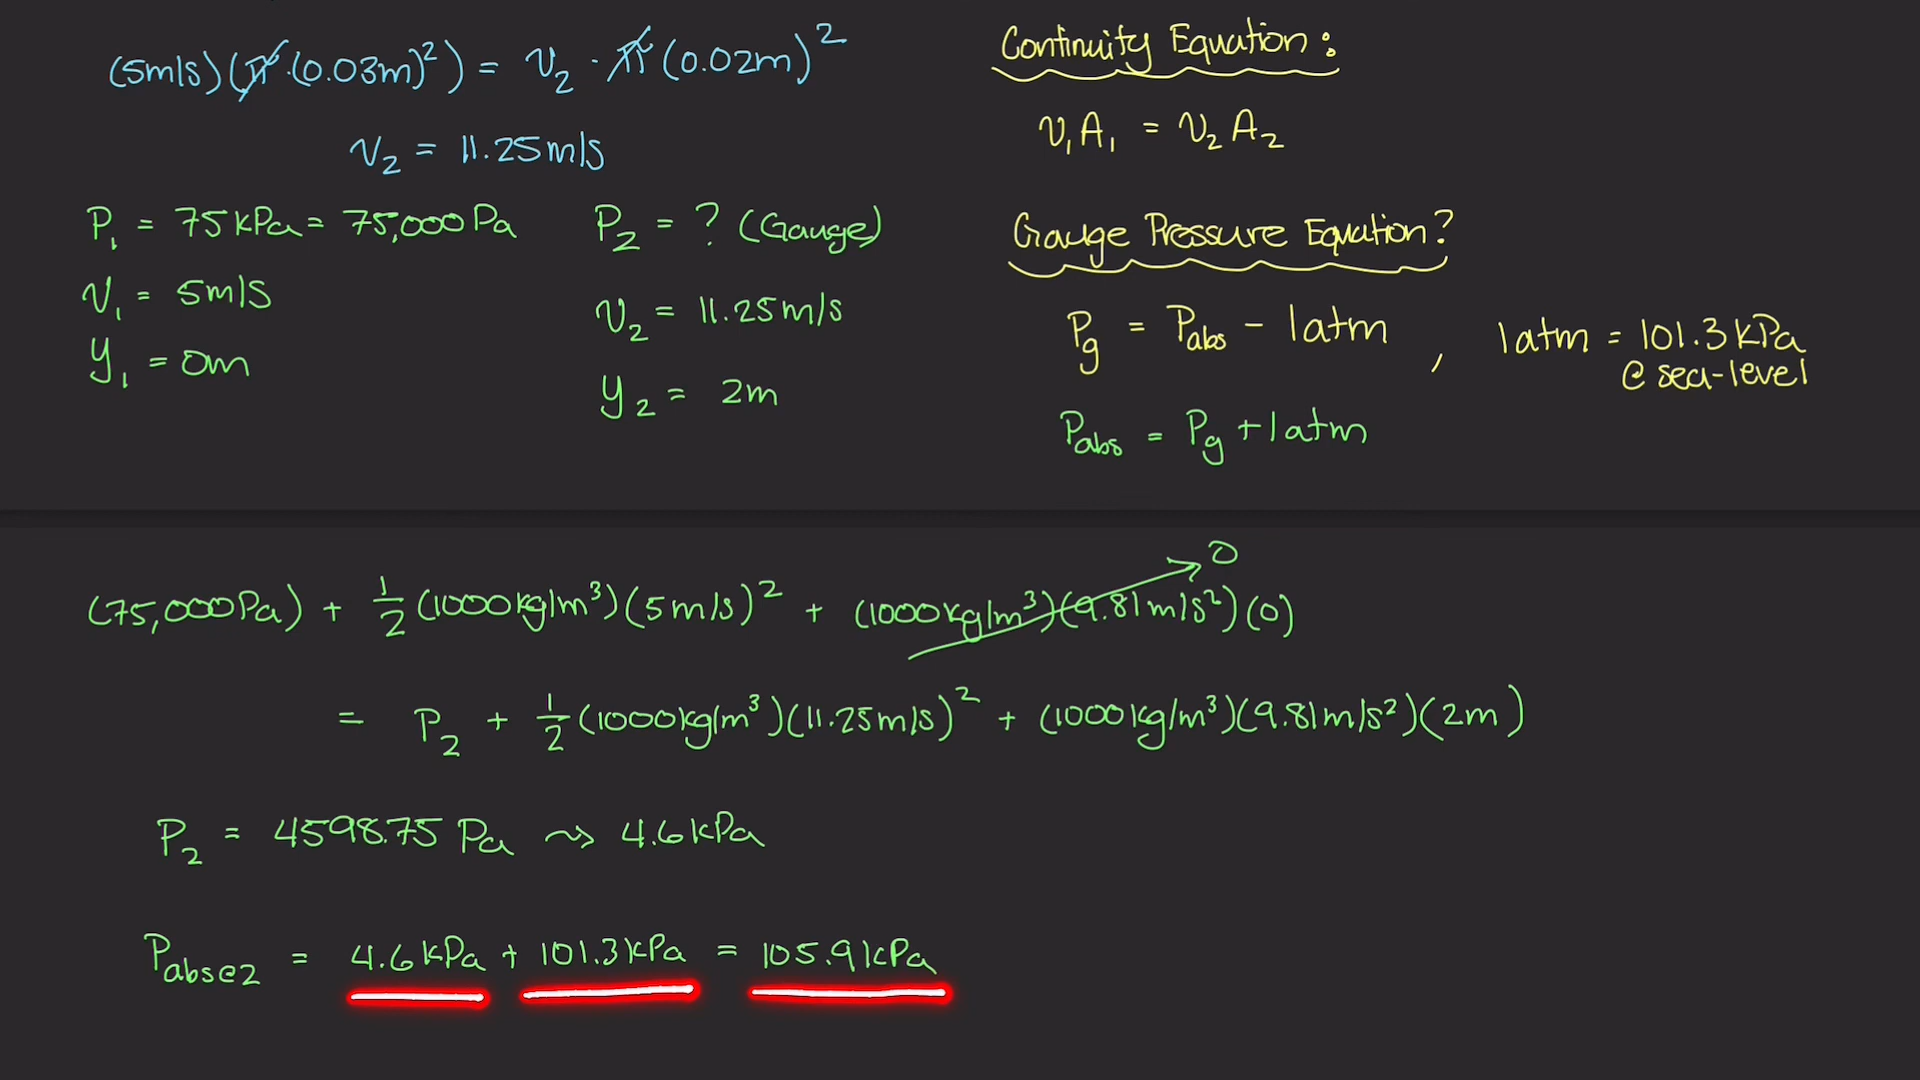 (5m/s)(π·(0.03m)²) = v₂ · π(0.02m)²
v₂ = 11.25m/s
P₁ = 75kPa = 75,000Pa
v₁ = 5m/s
y₁ = 0m
P₂ = ? (Gauge)
v₂ = 11.25m/s
y₂ = 2m
Continuity Equation:
v₁A₁ = v₂A₂
Gauge Pressure Equation?
Pg = Pabs - 1atm , 1atm = 101.3kPa
@ sea-level
Pabs = Pg + 1atm
(75,000Pa) + ½(1000kg/m³)(5m/s)² + (1000kg/m³)(9.81m/s²)(0) → 0
= P₂ + ½(1000kg/m³)(11.25m/s)² + (1000kg/m³)(9.81m/s²)(2m)
P₂ = 4598.75 Pa ⇝ 4.6kPa
Pabs@2 = 4.6kPa + 101.3kPa = 105.9kPa